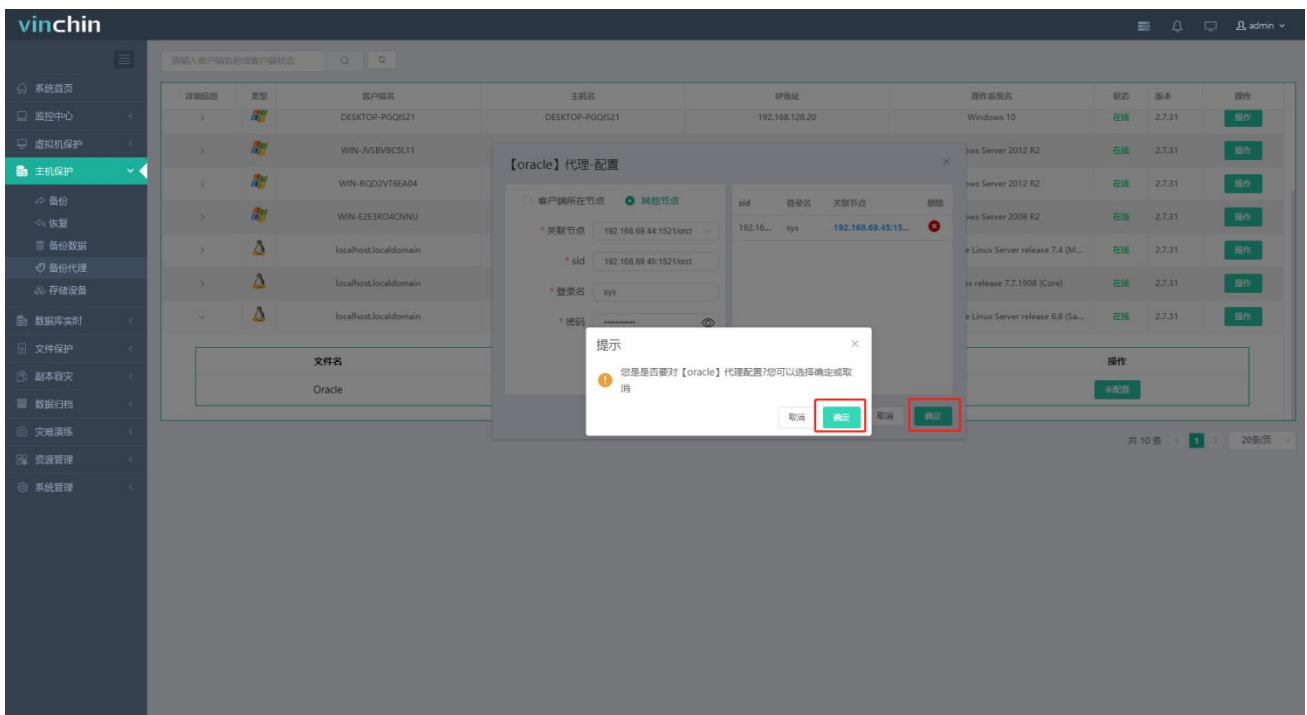 vinchin
admin
请输入客户端名称或客户端状态
系统首页
监控中心
虚拟机保护
主机保护
备份
恢复
备份数据
备份代理
存储设备
数据库实时
文件保护
副本容灾
数据归档
灾难演练
资源管理
系统管理
详细信息 类型 客户端名 主机名 IP地址 操作系统名 状态 版本 操作
DESKTOP-PGQIS21 DESKTOP-PGQIS21 192.168.128.20 Windows 10 在线 2.7.31 操作
WIN-JVSBVBCSL11 ows Server 2012 R2 在线 2.7.31 操作
WIN-RQD2VT6EA04 ows Server 2012 R2 在线 2.7.31 操作
WIN-E2E3RO4CNNU ows Server 2008 R2 在线 2.7.31 操作
localhost.localdomain e Linux Server release 7.4 (M... 在线 2.7.31 操作
localhost.localdomain ux release 7.7.1908 (Core) 在线 2.7.31 操作
localhost.localdomain e Linux Server release 6.8 (Sa... 在线 2.7.31 操作
文件名 操作
Oracle 未配置
共 10 条 1 20条/页
【oracle】代理-配置
客户端所在节点 其他节点
* 关联节点 192.168.69.44:1521/orcl
* sid 192.168.69.45:1521/orcl
* 登录名 sys
* 密码
sid 登录名 关联节点 删除
192.16... sys 192.168.69.45:15...
取消 确定
提示
您是是否要对【oracle】代理配置?您可以选择确定或取
消
取消 确定